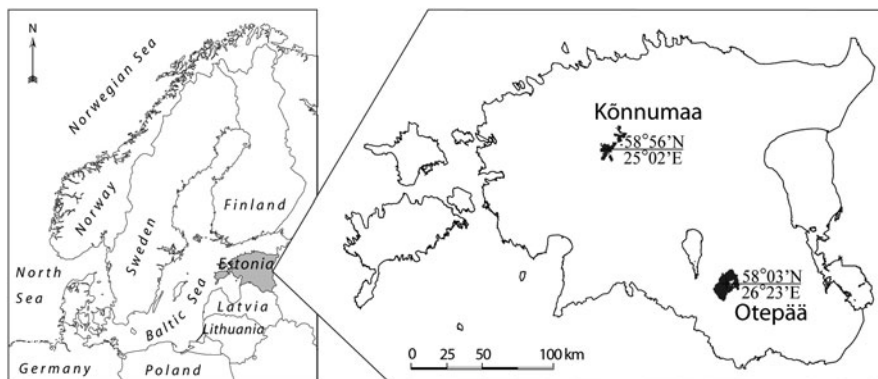 N
Norwegian Sea
Norway
Sweden
Finland
North
Sea
Estonia
Baltic Sea
Latvia
Lithuania
Germany
Poland
Kõnnumaa
58°56'N
25°02'E
58°03'N
26°23'E
Otepää
0 25 50 100 km